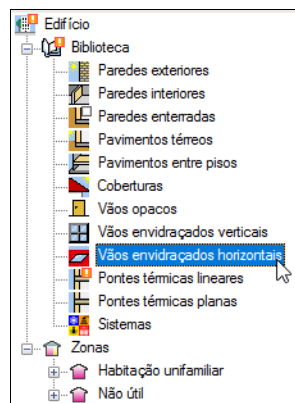 Edifício
Biblioteca
Paredes exteriores
Paredes interiores
Paredes enterradas
Pavimentos térreos
Pavimentos entre pisos
Coberturas
Vãos opacos
Vãos envidraçados verticais
Vãos envidraçados horizontais
Pontes térmicas lineares
Pontes térmicas planas
Sistemas
Zonas
Habitação unifamiliar
Não útil